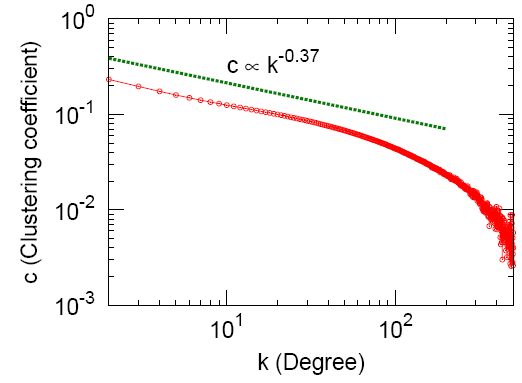 10^0
c ∝ k^-0.37
10^-1
10^-2
10^-3
10^1
10^2
k (Degree)
c (Clustering coefficient)